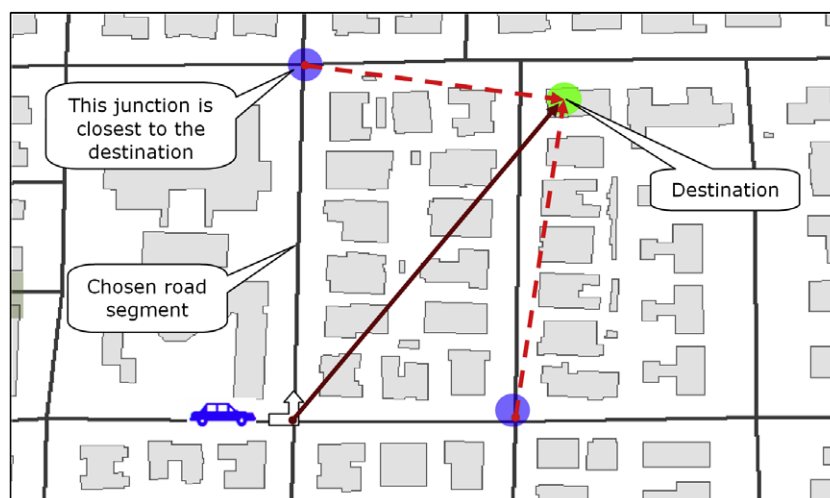 This junction is
closest to the
destination
Destination
Chosen road
segment